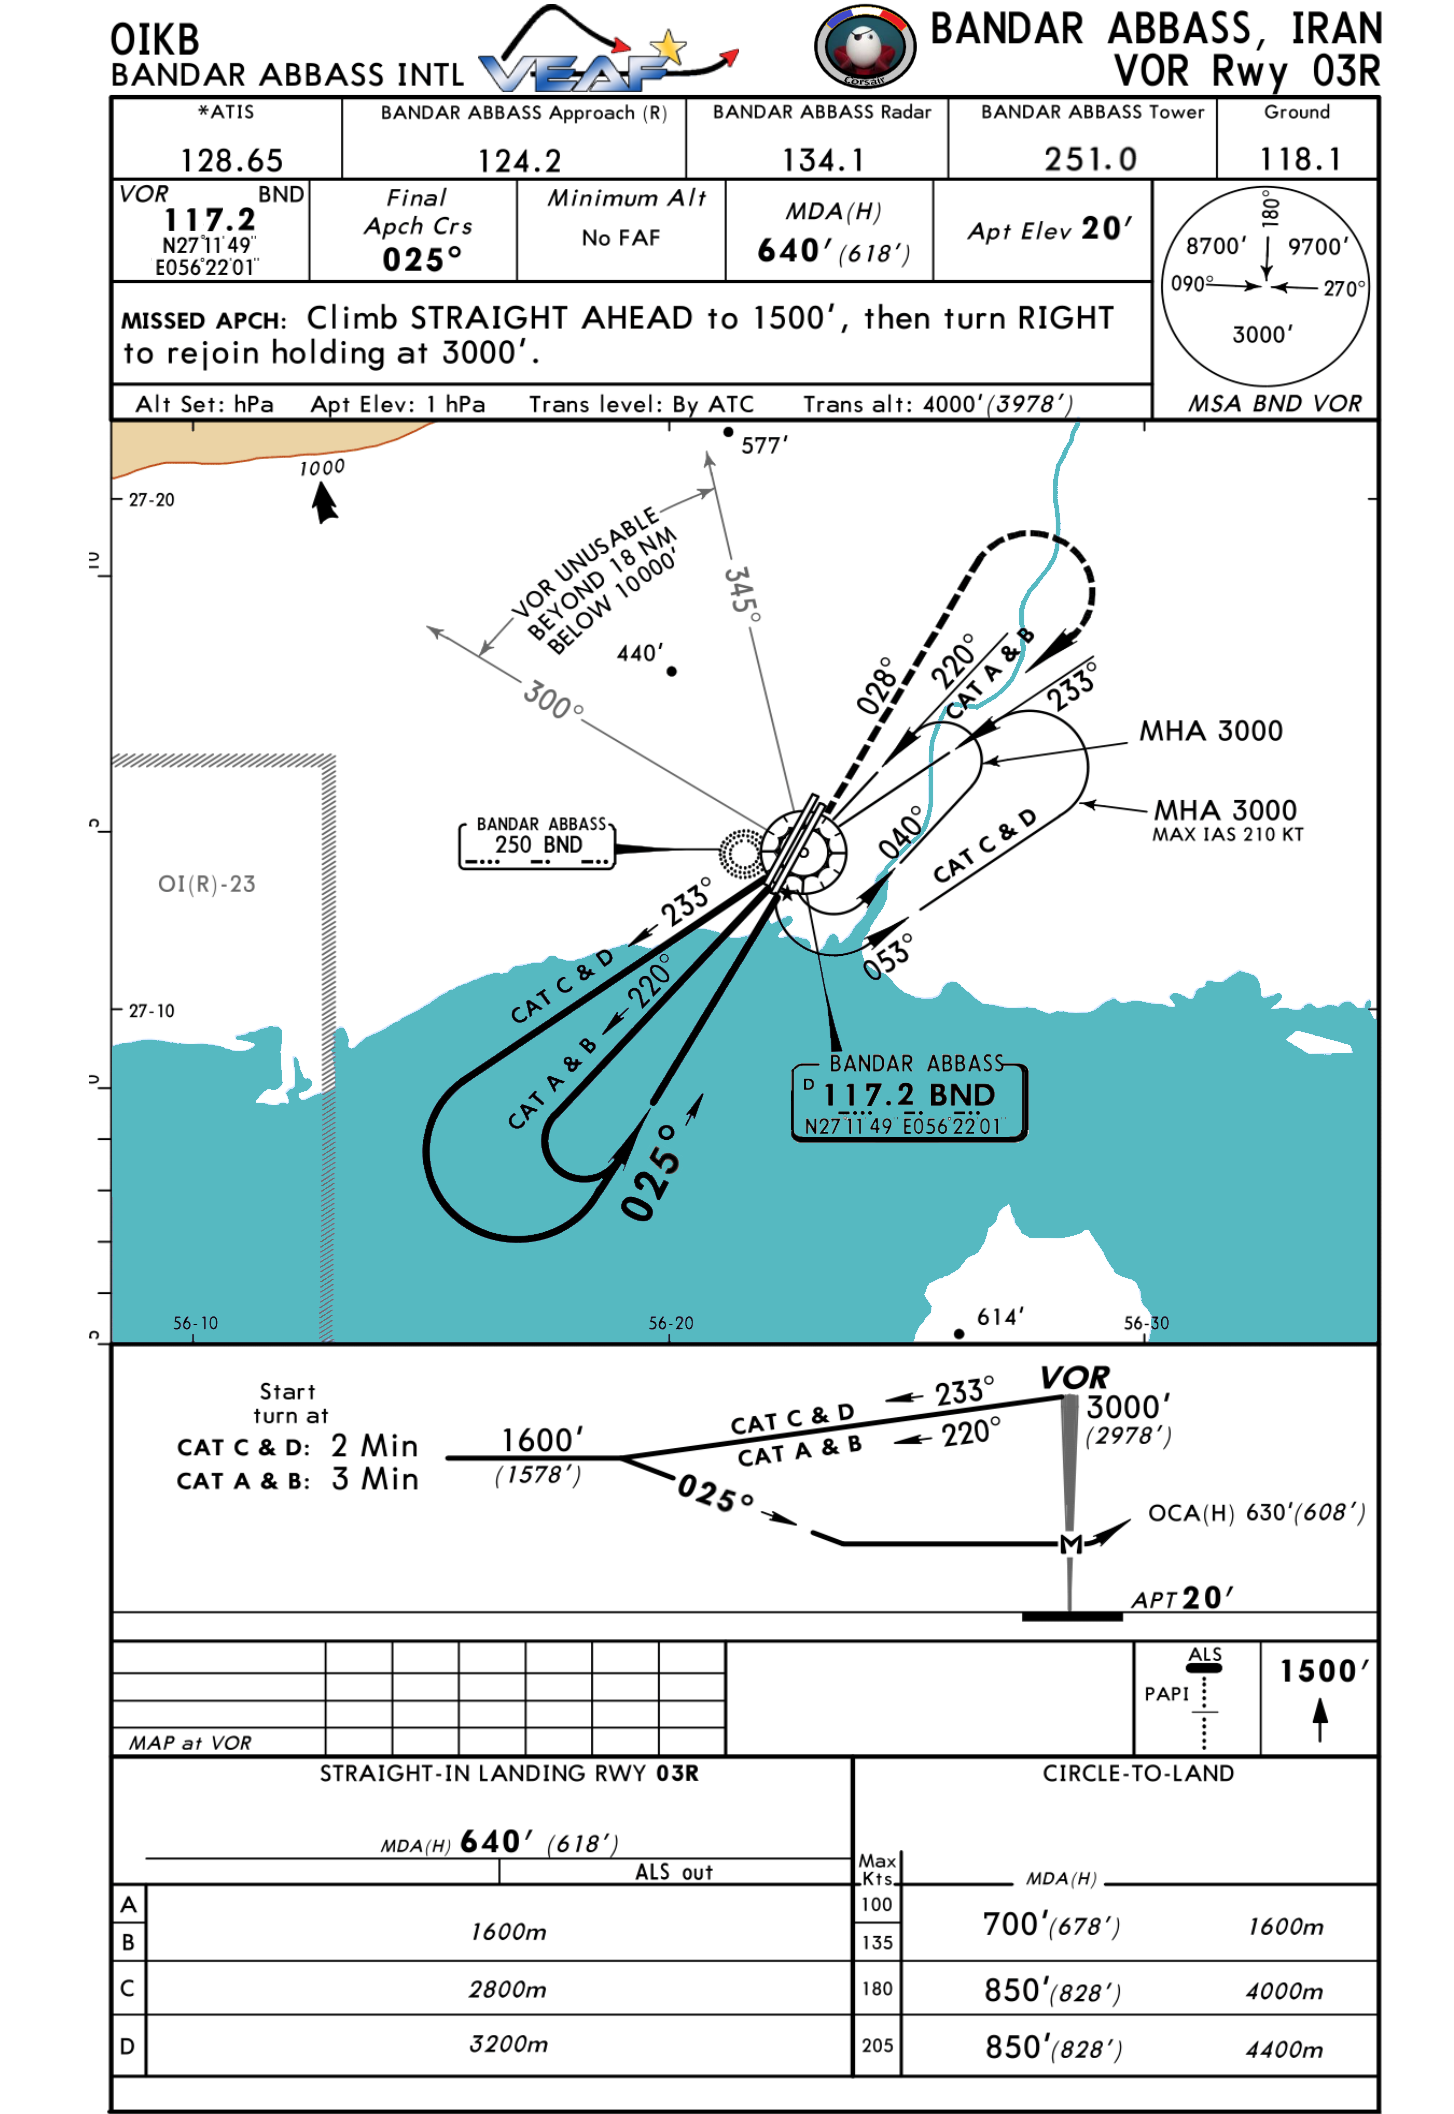 OIKB
BANDAR ABBASS INTL
VEAF
Corsair
BANDAR ABBASS, IRAN
VOR Rwy 03R
*ATIS
128.65
BANDAR ABBASS Approach (R)
124.2
BANDAR ABBASS Radar
134.1
BANDAR ABBASS Tower
251.0
Ground
118.1
VOR BND
117.2
N27°11'49"
E056°22'01"
Final
Apch Crs
025°
Minimum Alt
No FAF
MDA(H)
640' (618')
Apt Elev 20'
180°
8700' 9700'
090° 270°
3000'
MSA BND VOR
MISSED APCH: Climb STRAIGHT AHEAD to 1500', then turn RIGHT
to rejoin holding at 3000'.
Alt Set: hPa Apt Elev: 1 hPa Trans level: By ATC Trans alt: 4000' (3978')
577'
1000
27-20
VOR UNUSABLE
BEYOND 18 NM
BELOW 10000'
345°
300°
440'
028°
220°
CAT A & B
233°
MHA 3000
MHA 3000
MAX IAS 210 KT
040°
CAT C & D
053°
BANDAR ABBASS
250 BND
OI(R)-23
233°
CAT C & D
220°
CAT A & B
025°
27-10
BANDAR ABBASS
D 117.2 BND
N27°11'49" E056°22'01"
614'
56-10
56-20
56-30
Start
turn at
CAT C & D: 2 Min
CAT A & B: 3 Min
1600'
(1578')
CAT C & D 233°
CAT A & B 220°
025°
VOR
3000'
(2978')
M
OCA(H) 630' (608')
APT 20'
MAP at VOR
ALS
PAPI
1500'
STRAIGHT-IN LANDING RWY 03R
MDA(H) 640' (618')
ALS out
A
B
1600m
C 2800m
D 3200m
CIRCLE-TO-LAND
Max
Kts
MDA(H)
100
135
700' (678') 1600m
180 850' (828') 4000m
205 850' (828') 4400m